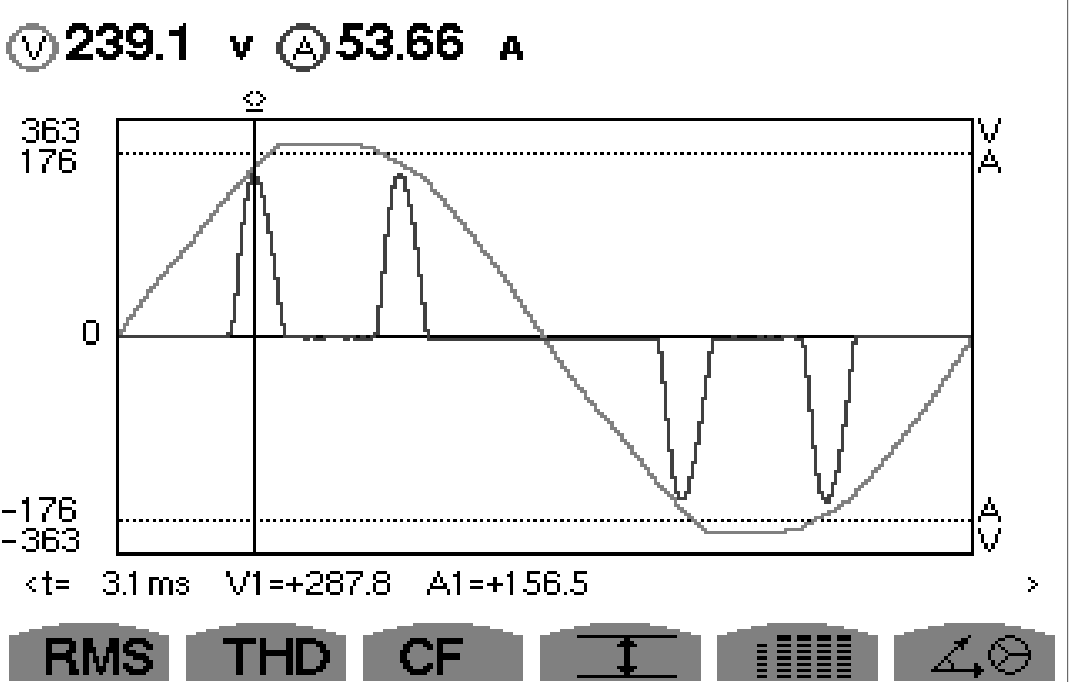 V 239.1 V A 53.66 A
363 V
176 A
0
-176 A
-363 V
<t= 3.1 ms V1=+287.8 A1=+156.5 >
RMS THD CF